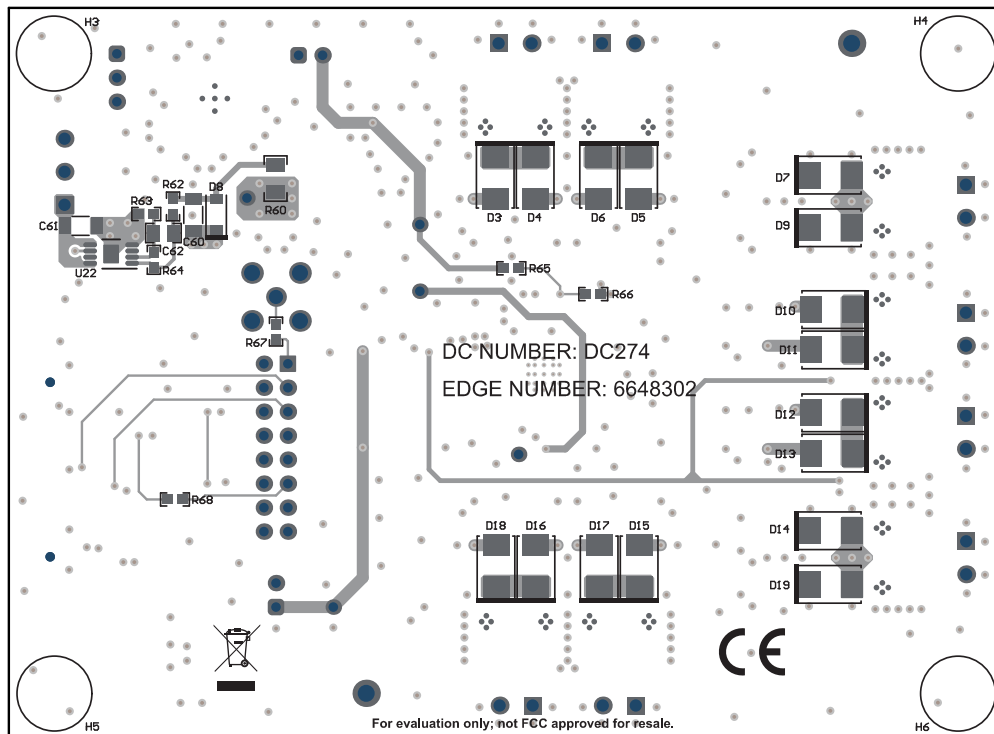 H3
H4
R62
D8
R63
R60
C61
C60
C62
U22
R64
D3
D4
D6
D5
D7
D9
R65
R66
R67
D10
D11
DC NUMBER: DC274
EDGE NUMBER: 6648302
D12
D13
R68
D18
D16
D17
D15
D14
D19
CE
H5
For evaluation only; not FCC approved for resale.
H6